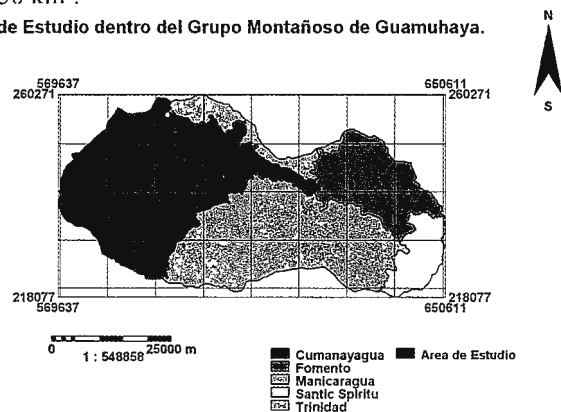 de Estudio dentro del Grupo Montañoso de Guamuhaya.
N
S
569637
650611
260271
260271
218077
218077
569637
650611
0
25000 m
1 : 548858
Cumanayagua
Area de Estudio
Fomento
Manicaragua
Santic Spiritu
Trinidad